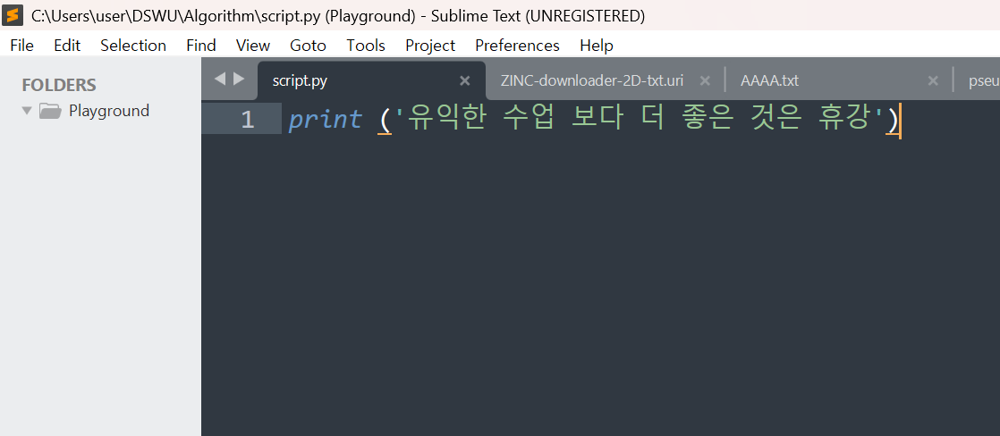 C:\Users\user\DSWU\Algorithm\script.py (Playground) - Sublime Text (UNREGISTERED)
File Edit Selection Find View Goto Tools Project Preferences Help
FOLDERS
Playground
script.py ZINC-downloader-2D-txt.uri AAAA.txt pseu
1 print ('유익한 수업 보다 더 좋은 것은 휴강')